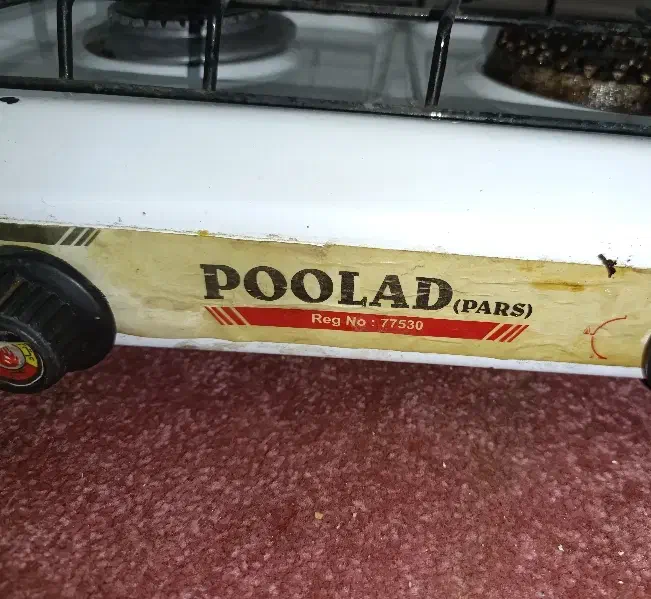 POOLAD (PARS)
Reg No : 77530